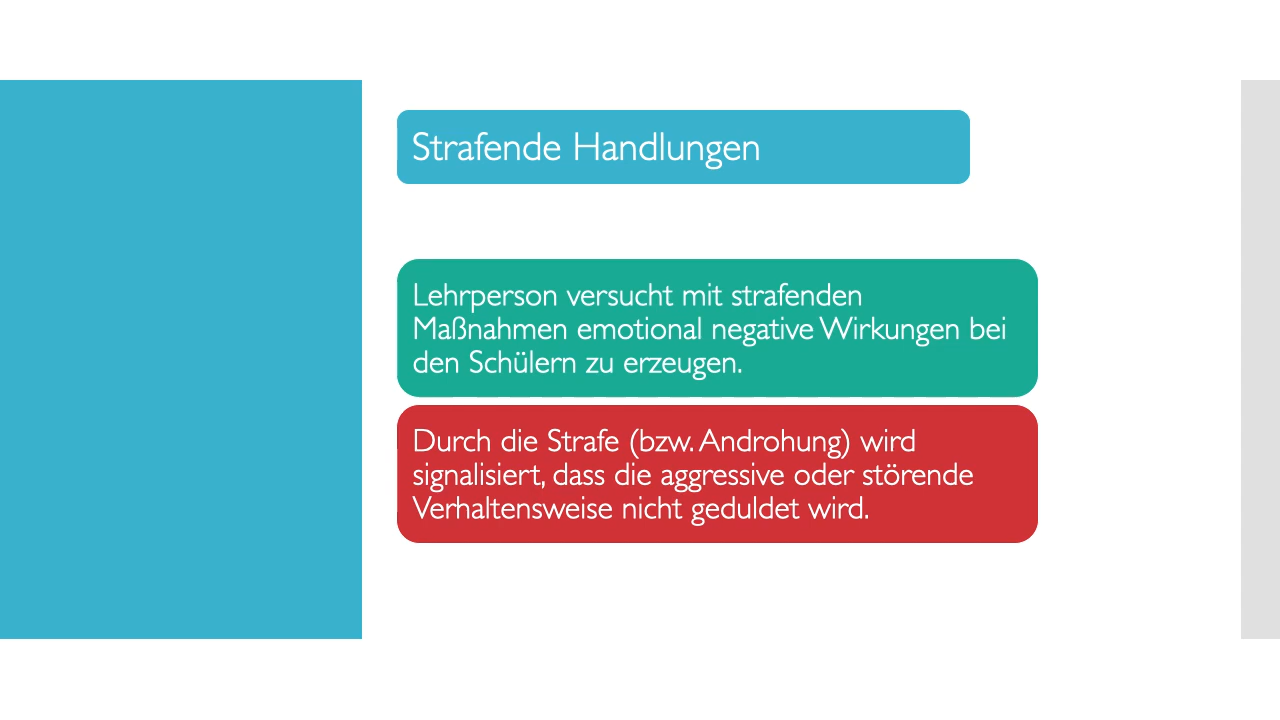 Strafende Handlungen
Lehrperson versucht mit strafenden
Maßnahmen emotional negative Wirkungen bei
den Schülern zu erzeugen.
Durch die Strafe (bzw. Androhung) wird
signalisiert, dass die aggressive oder störende
Verhaltensweise nicht geduldet wird.